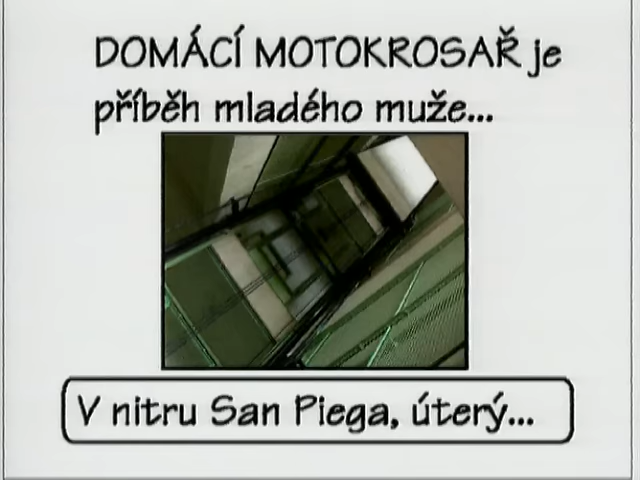 DOMÁCÍ MOTOKROSAŘ je
příběh mladého muže...
V nitru San Piega, úterý...